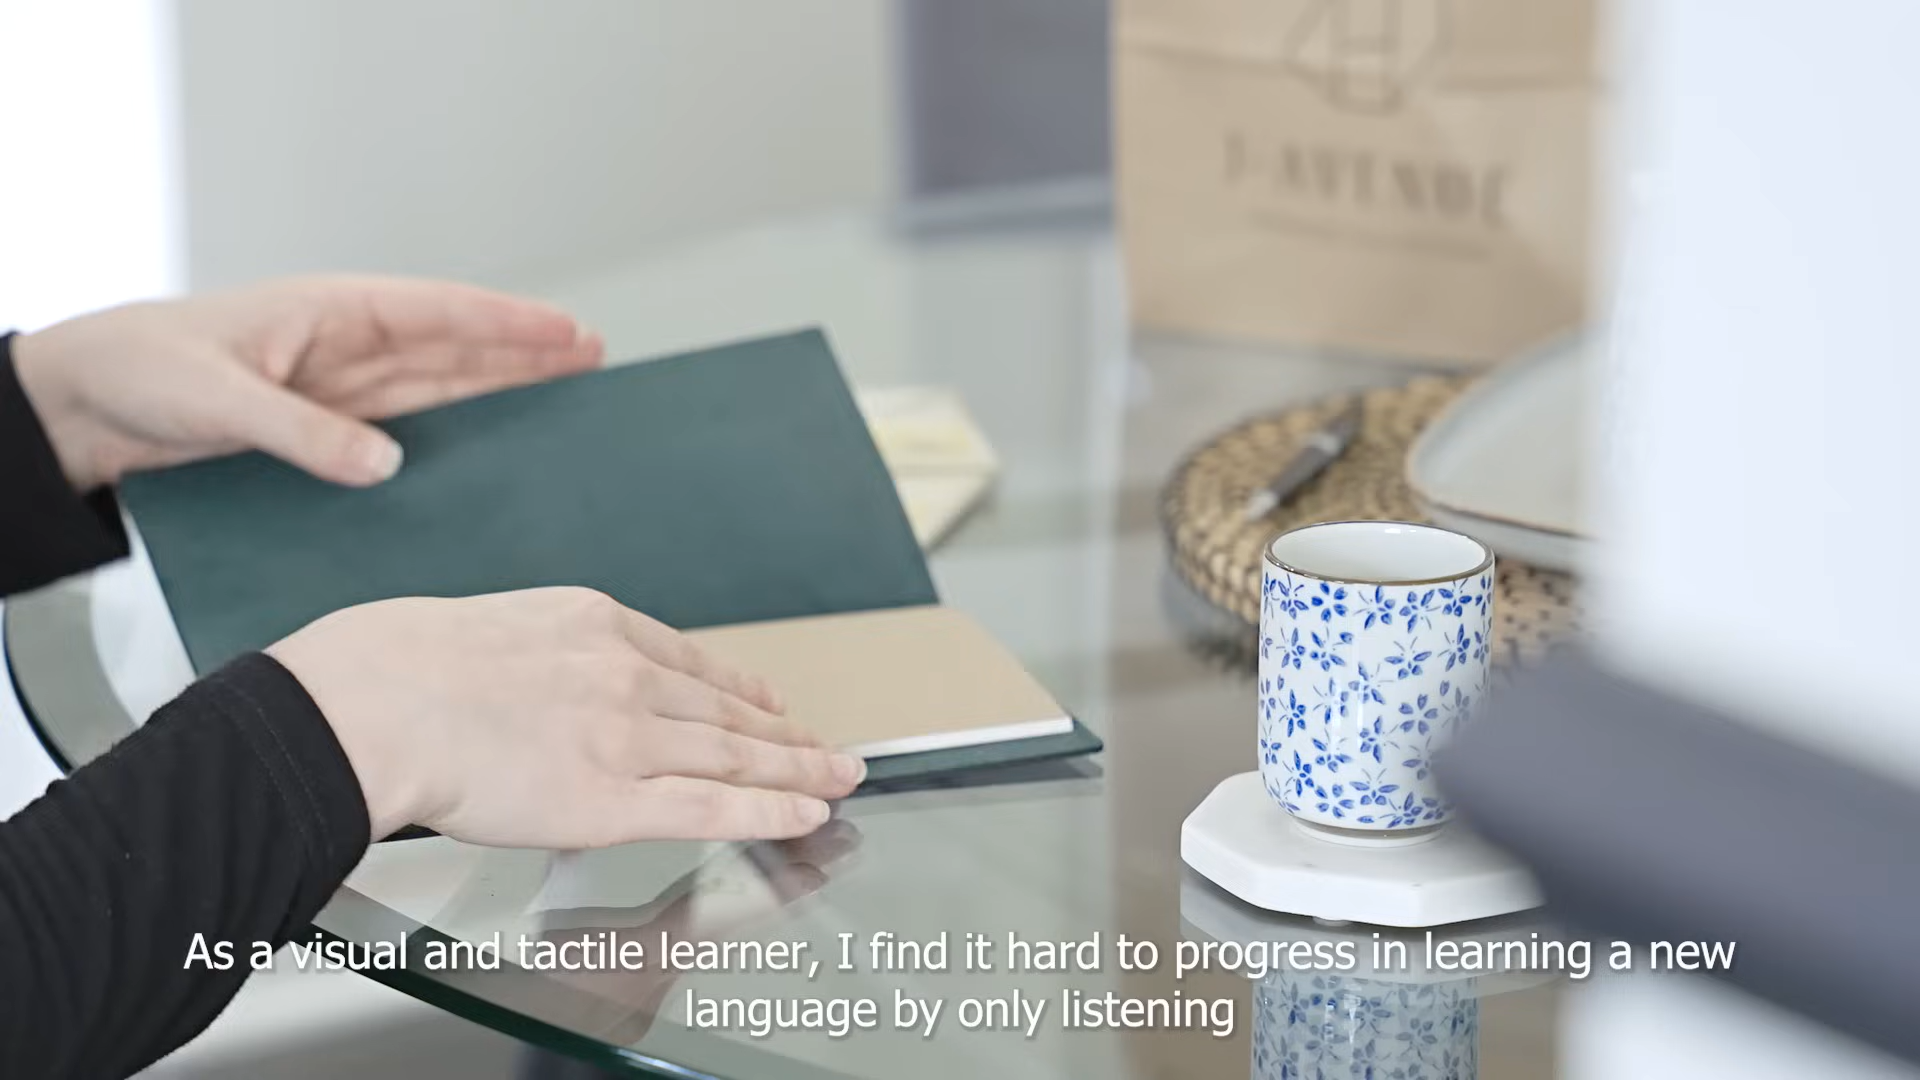 As a visual and tactile learner, I find it hard to progress in learning a new
language by only listening